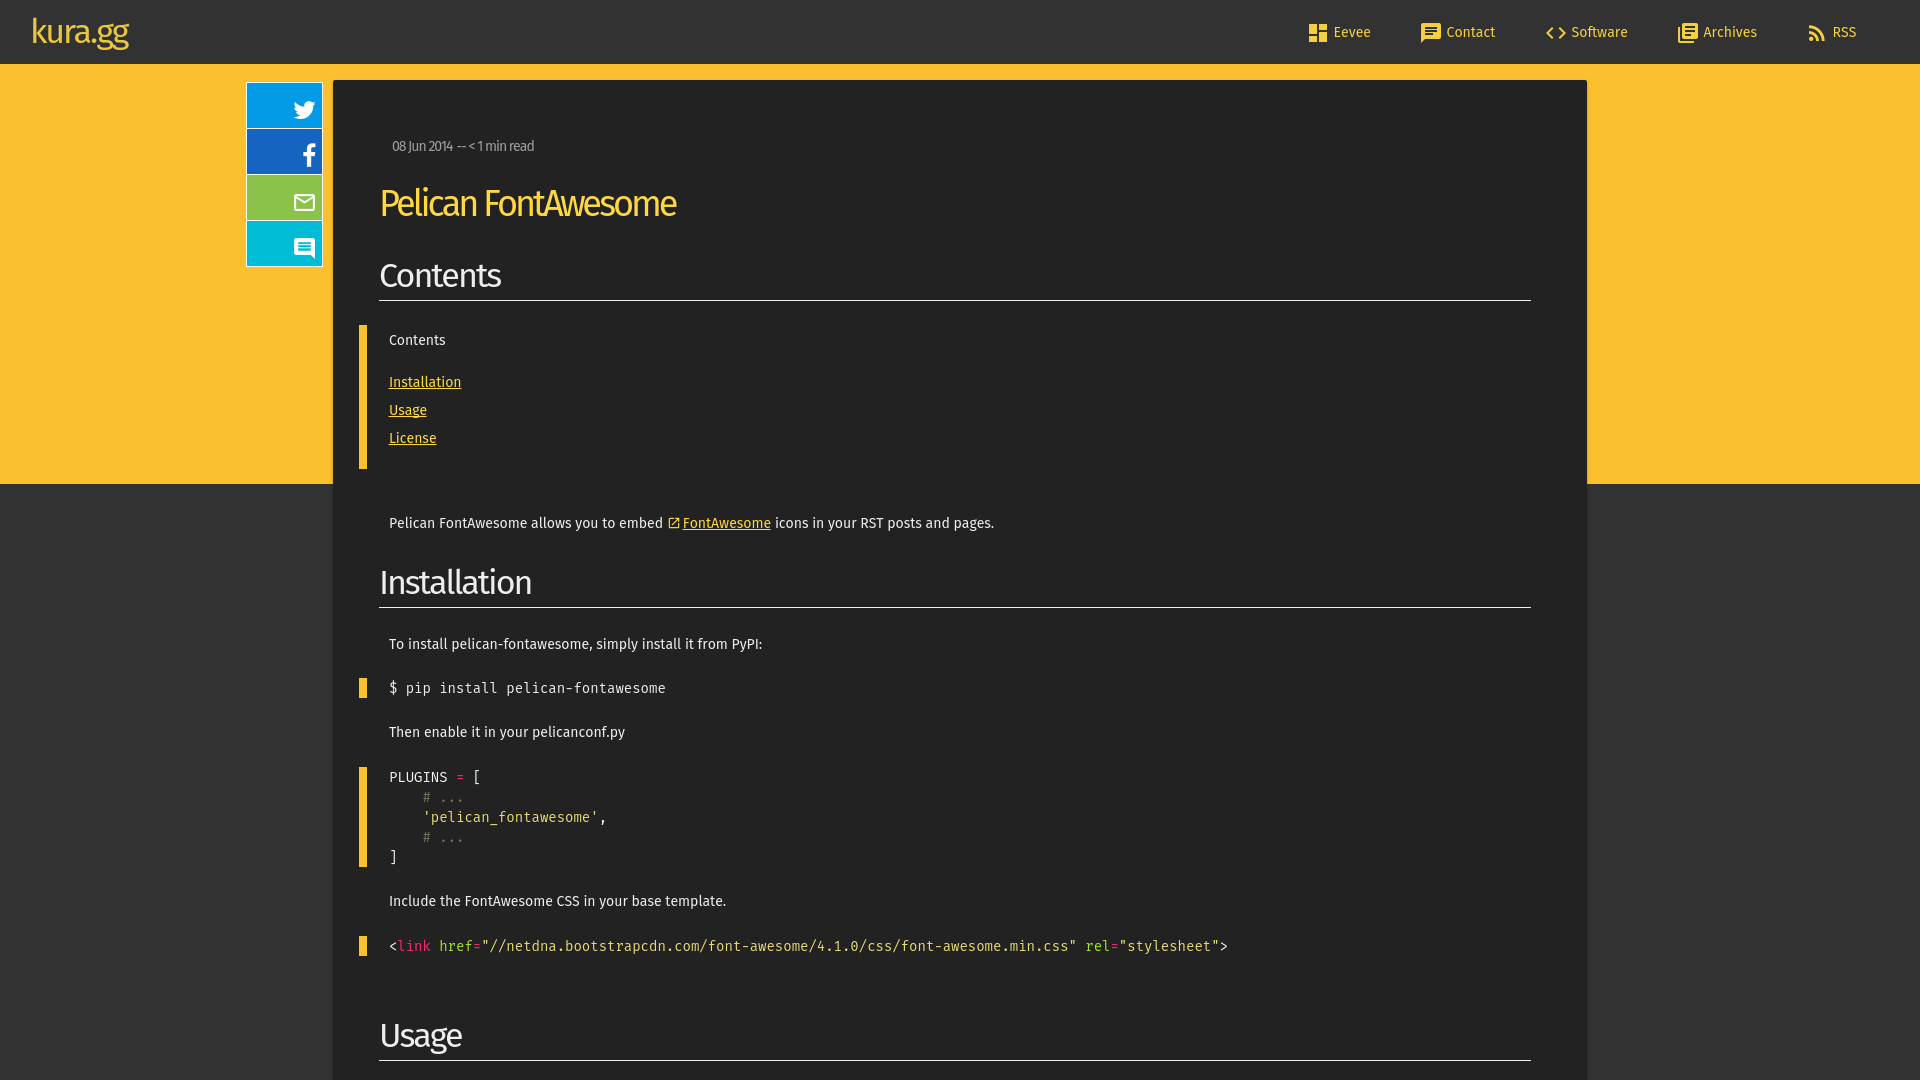 kura.gg
Eevee
Contact
Software
Archives
RSS
08 Jun 2014 -- < 1 min read
Pelican FontAwesome
Contents
Contents
Installation
Usage
License
Pelican FontAwesome allows you to embed FontAwesome icons in your RST posts and pages.
Installation
To install pelican-fontawesome, simply install it from PyPI:
$ pip install pelican-fontawesome
Then enable it in your pelicanconf.py
PLUGINS = [
    # ...
    'pelican_fontawesome',
    # ...
]
Include the FontAwesome CSS in your base template.
<link href="//netdna.bootstrapcdn.com/font-awesome/4.1.0/css/font-awesome.min.css" rel="stylesheet">
Usage